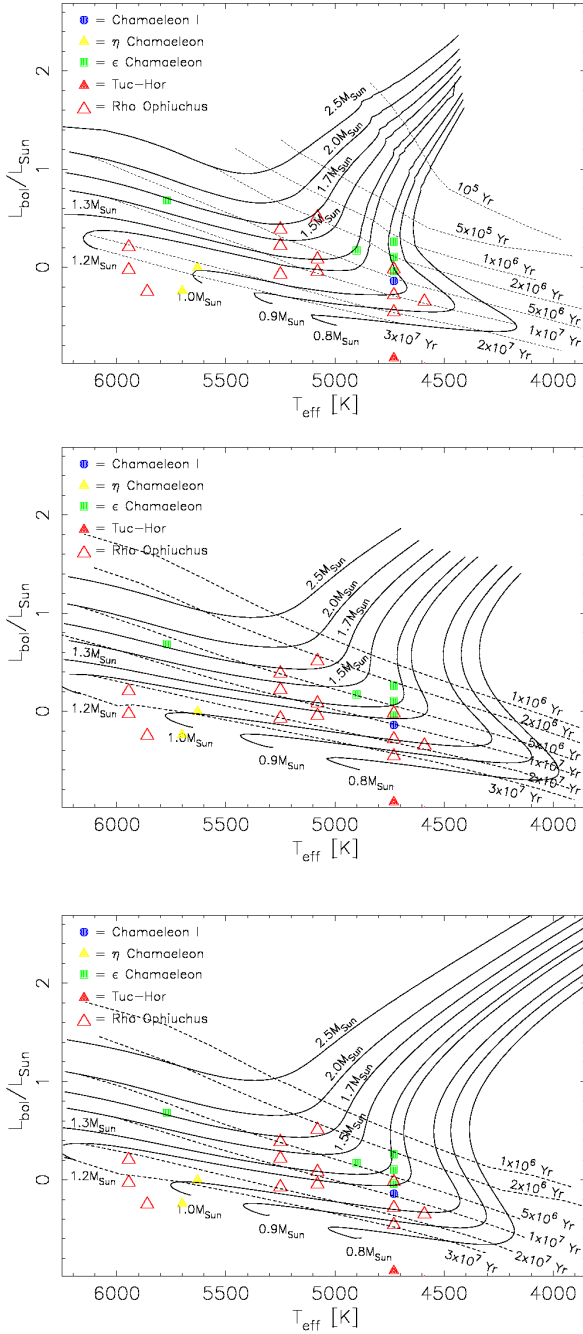 = Chamaeleon I
= η Chamaeleon
= ϵ Chamaeleon
= Tuc-Hor
= Rho Ophiuchus
L_bol/L_Sun
2
1
0
2.5M_Sun
2.0M_Sun
1.7M_Sun
1.5M_Sun
1.3M_Sun
1.2M_Sun
1.0M_Sun
0.9M_Sun
0.8M_Sun
10^5 Yr
5x10^5 Yr
1x10^6 Yr
2x10^6 Yr
5x10^6 Yr
1x10^7 Yr
2x10^7 Yr
3x10^7 Yr
6000 5500 5000 4500 4000
T_eff [K]
= Chamaeleon I
= η Chamaeleon
= ϵ Chamaeleon
= Tuc-Hor
= Rho Ophiuchus
L_bol/L_Sun
2
1
0
2.5M_Sun
2.0M_Sun
1.7M_Sun
1.5M_Sun
1.3M_Sun
1.2M_Sun
1.0M_Sun
0.9M_Sun
0.8M_Sun
1x10^6 Yr
2x10^6 Yr
5x10^6 Yr
1x10^7 Yr
2x10^7 Yr
3x10^7 Yr
6000 5500 5000 4500 4000
T_eff [K]
= Chamaeleon I
= η Chamaeleon
= ϵ Chamaeleon
= Tuc-Hor
= Rho Ophiuchus
L_bol/L_Sun
2
1
0
2.5M_Sun
2.0M_Sun
1.7M_Sun
.5M_Sun
1.3M_Sun
1.2M_Sun
1.0M_Sun
0.9M_Sun
0.8M_Sun
1x10^6 Yr
2x10^6 Yr
5x10^6 Yr
1x10^7 Yr
2x10^7 Yr
3x10^7 Yr
6000 5500 5000 4500 4000
T_eff [K]